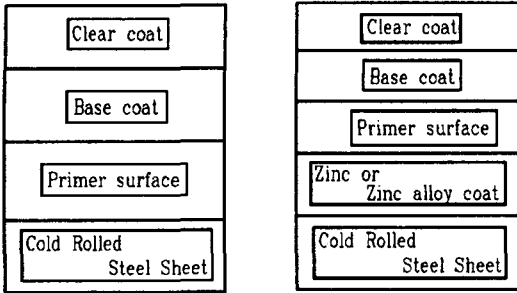 Clear coat
Base coat
Primer surface
Cold Rolled
Steel Sheet
Clear coat
Base coat
Primer surface
Zinc or
Zinc alloy coat
Cold Rolled
Steel Sheet